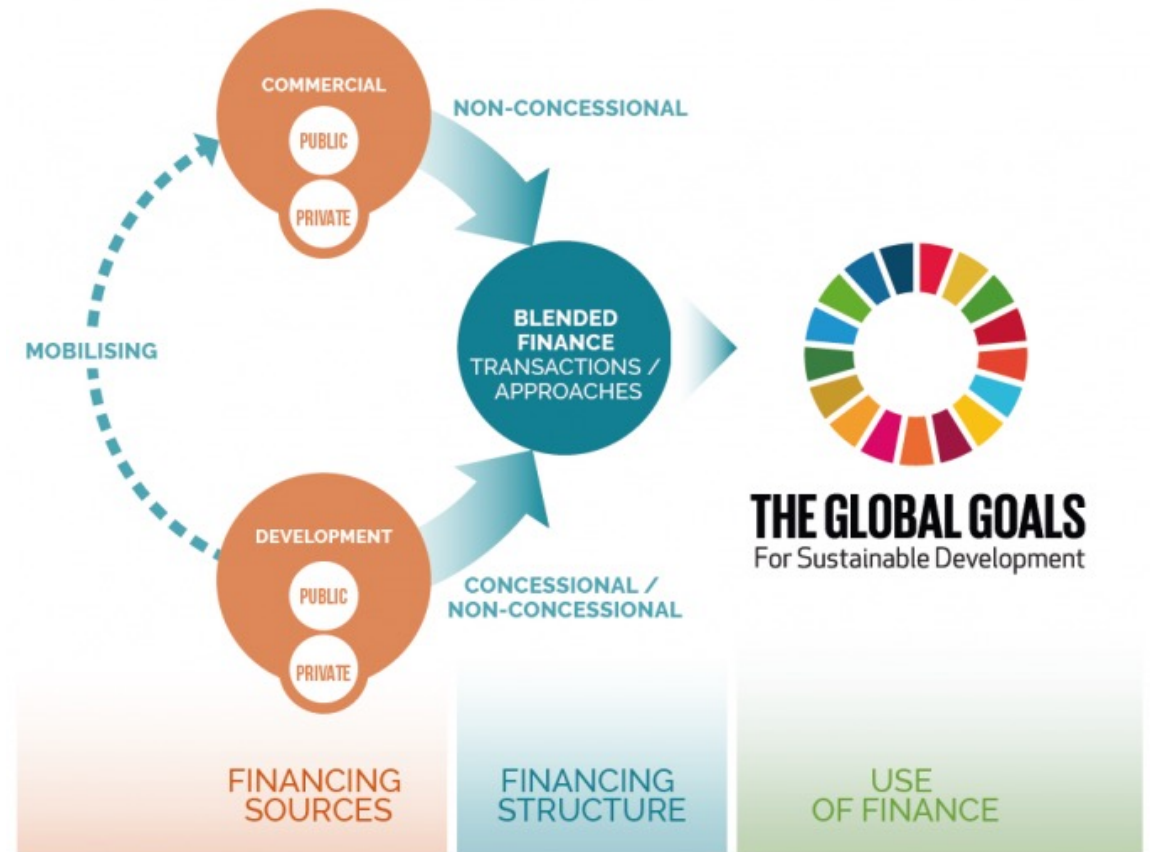 COMMERCIAL
PUBLIC
PRIVATE
NON-CONCESSIONAL
MOBILISING
BLENDED
FINANCE
TRANSACTIONS /
APPROACHES
DEVELOPMENT
PUBLIC
PRIVATE
CONCESSIONAL /
NON-CONCESSIONAL
THE GLOBAL GOALS
For Sustainable Development
FINANCING
SOURCES
FINANCING
STRUCTURE
USE
OF FINANCE